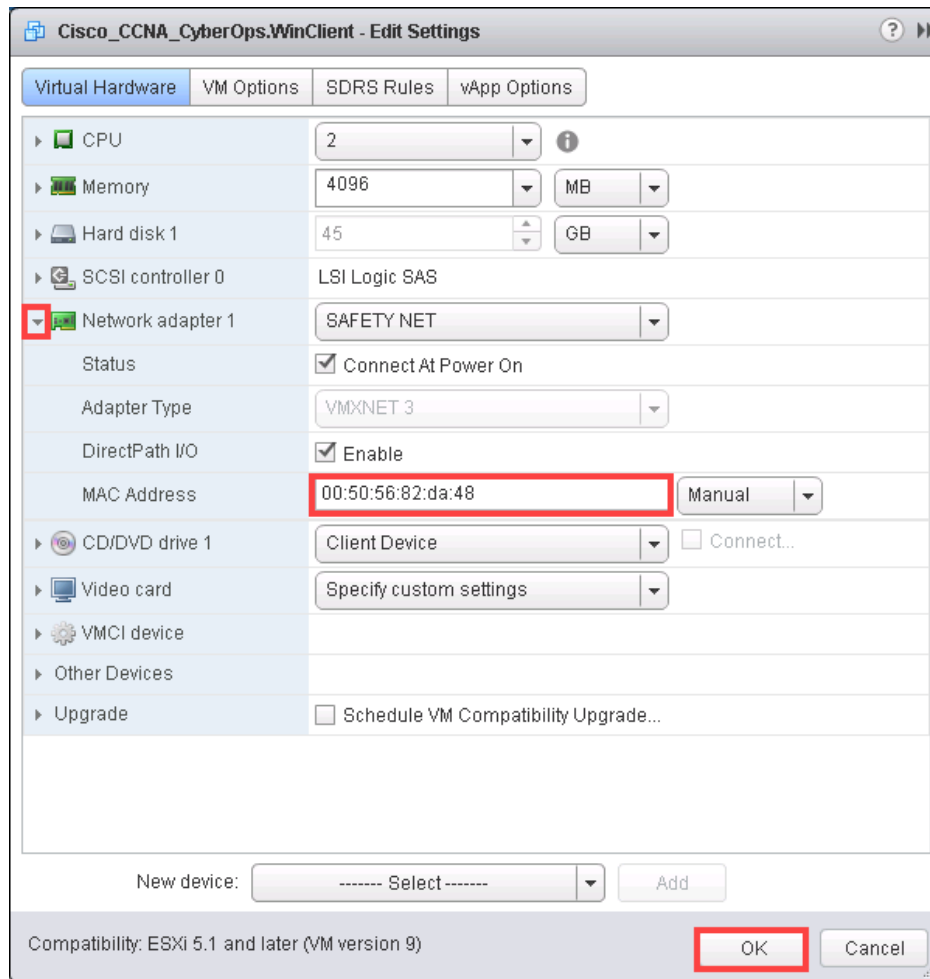 Cisco_CCNA_CyberOps.WinClient - Edit Settings ?
Virtual Hardware VM Options SDRS Rules vApp Options
CPU 2
Memory 4096 MB
Hard disk 1 45 GB
SCSI controller 0 LSI Logic SAS
Network adapter 1 SAFETY NET
Status Connect At Power On
Adapter Type VMXNET 3
DirectPath I/O Enable
MAC Address 00:50:56:82:da:48 Manual
CD/DVD drive 1 Client Device Connect...
Video card Specify custom settings
VMCI device
Other Devices
Upgrade Schedule VM Compatibility Upgrade...
New device: ------- Select ------- Add
Compatibility: ESXi 5.1 and later (VM version 9) OK Cancel